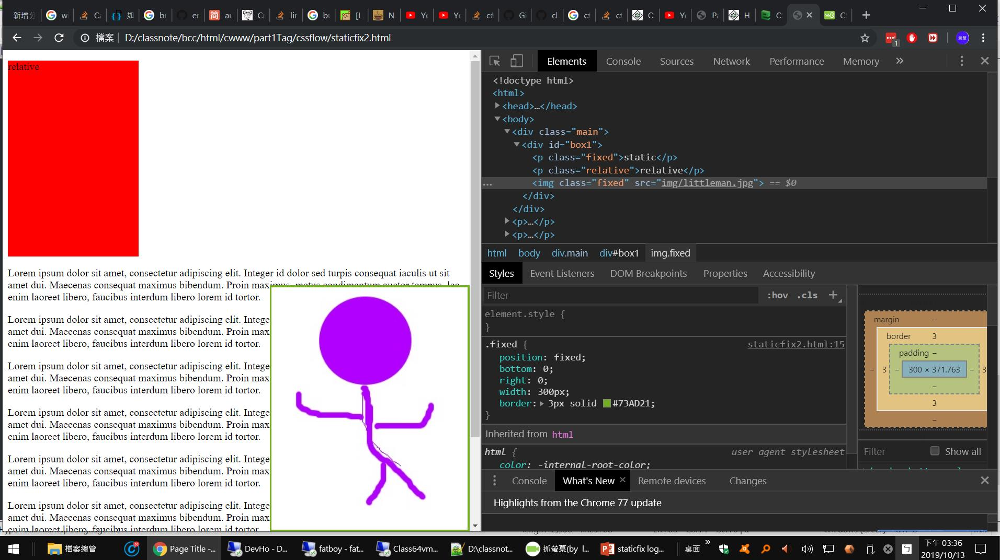 新增分
w
Ca
如
bu
er
au
Cr
lir
bu
[L
N
Yo
Yo
c#
Gi
cl
c#
c#
C
Yo
Pa
H
C
C
檔案 D:/classnote/bcc/html/cwww/part1Tag/cssflow/staticfix2.html
1
relative
Lorem ipsum dolor sit amet, consectetur adipiscing elit. Integer id dolor sed turpis consequat iaculis ut sit
amet dui. Maecenas consequat maximus bibendum. Proin maximus, metus condimentum auctor tempus, leo
enim laoreet libero, faucibus interdum libero lorem id tortor.
Lorem ipsum dolor sit amet, consectetur adipiscing elit. Intege
amet dui. Maecenas consequat maximus bibendum. Proin max
enim laoreet libero, faucibus interdum libero lorem id tortor.
Lorem ipsum dolor sit amet, consectetur adipiscing elit. Intege
amet dui. Maecenas consequat maximus bibendum. Proin max
enim laoreet libero, faucibus interdum libero lorem id tortor.
Lorem ipsum dolor sit amet, consectetur adipiscing elit. Intege
amet dui. Maecenas consequat maximus bibendum. Proin max
enim laoreet libero, faucibus interdum libero lorem id tortor.
Lorem ipsum dolor sit amet, consectetur adipiscing elit. Intege
amet dui. Maecenas consequat maximus bibendum. Proin max
enim laoreet libero, faucibus interdum libero lorem id tortor.
Lorem ipsum dolor sit amet, consectetur adipiscing elit. Intege
amet dui. Maecenas consequat maximus bibendum. Proin max
enim laoreet libero, faucibus interdum libero lorem id tortor.
Elements Console Sources Network Performance Memory »
<!doctype html>
<html>
<head>…</head>
<body>
<div class="main">
<div id="box1">
<p class="fixed">static</p>
<p class="relative">relative</p>
<img class="fixed" src="img/littleman.jpg"> == $0
</div>
</div>
<p>…</p>
<p>…</p>
html body div.main div#box1 img.fixed
Styles Event Listeners DOM Breakpoints Properties Accessibility
Filter :hov .cls +
element.style {
}
.fixed { staticfix2.html:15
position: fixed;
bottom: 0;
right: 0;
width: 300px;
border: 3px solid #73AD21;
}
Inherited from html
html { user agent stylesheet
color: -internal-root-color;
margin –
border 3
padding –
– 3 – 300 × 371.763 – 3
–
3
–
Filter Show all
Console What's New Remote devices Changes
Highlights from the Chrome 77 update
檔案總管
Page Title -...
DevHo - D...
fatboy - fat...
Class64vm...
D:\classnot...
抓螢幕(by l...
staticfix log...
桌面 »
下午 03:36
2019/10/13